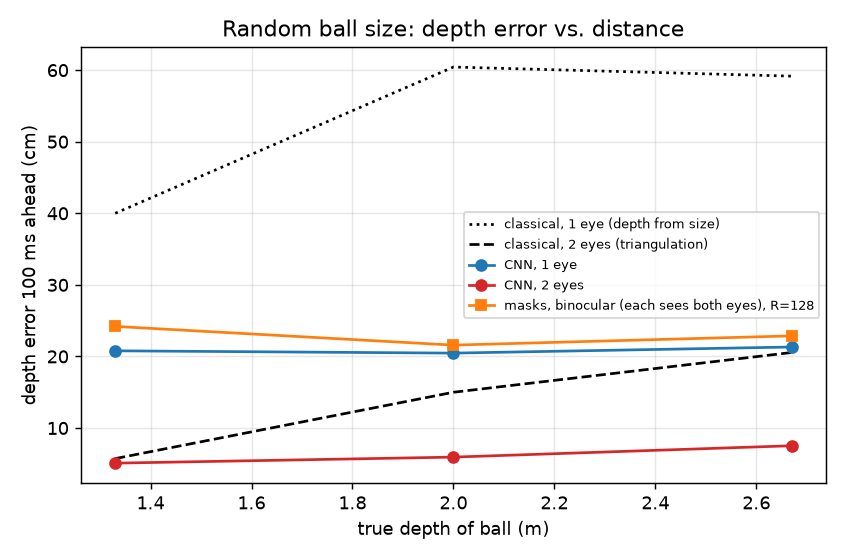 Random ball size: depth error vs. distance
depth error 100 ms ahead (cm)
60
50
40
30
20
10
classical, 1 eye (depth from size)
classical, 2 eyes (triangulation)
CNN, 1 eye
CNN, 2 eyes
masks, binocular (each sees both eyes), R=128
1.4 1.6 1.8 2.0 2.2 2.4 2.6
true depth of ball (m)